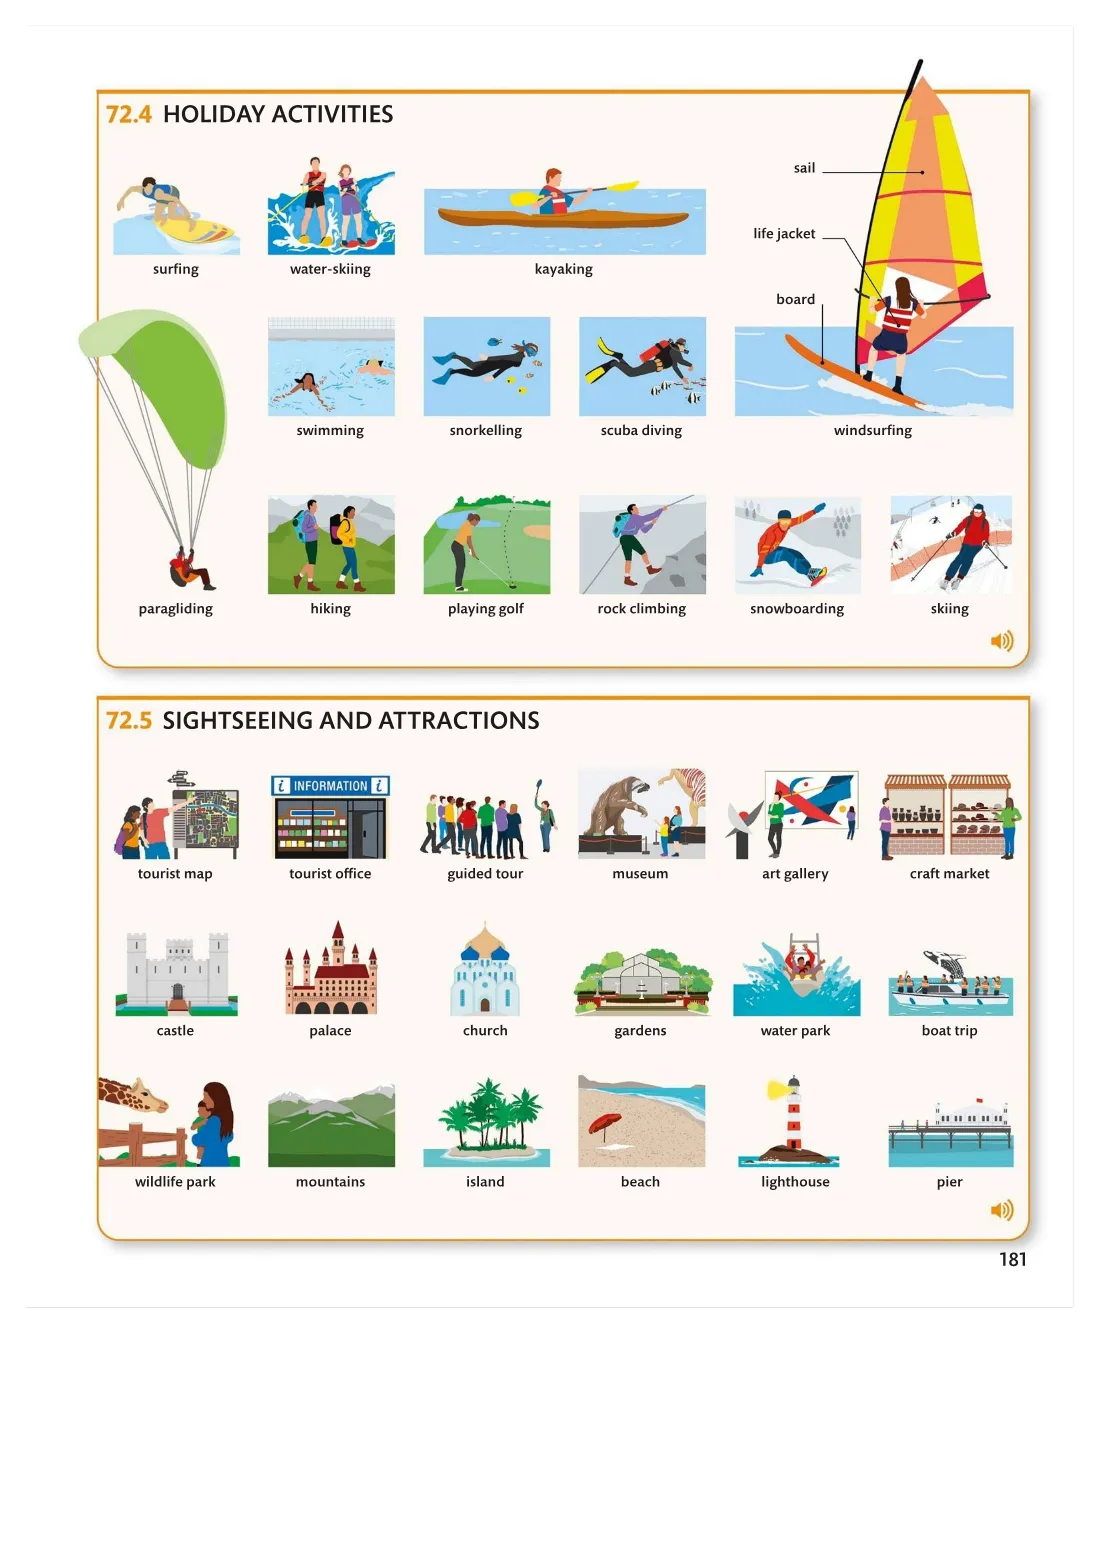 72.4 HOLIDAY ACTIVITIES
sail
life jacket
board
surfing
water-skiing
kayaking
swimming
snorkelling
scuba diving
windsurfing
paragliding
hiking
playing golf
rock climbing
snowboarding
skiing
72.5 SIGHTSEEING AND ATTRACTIONS
i INFORMATION i
tourist map
tourist office
guided tour
museum
art gallery
craft market
castle
palace
church
gardens
water park
boat trip
wildlife park
mountains
island
beach
lighthouse
pier
181